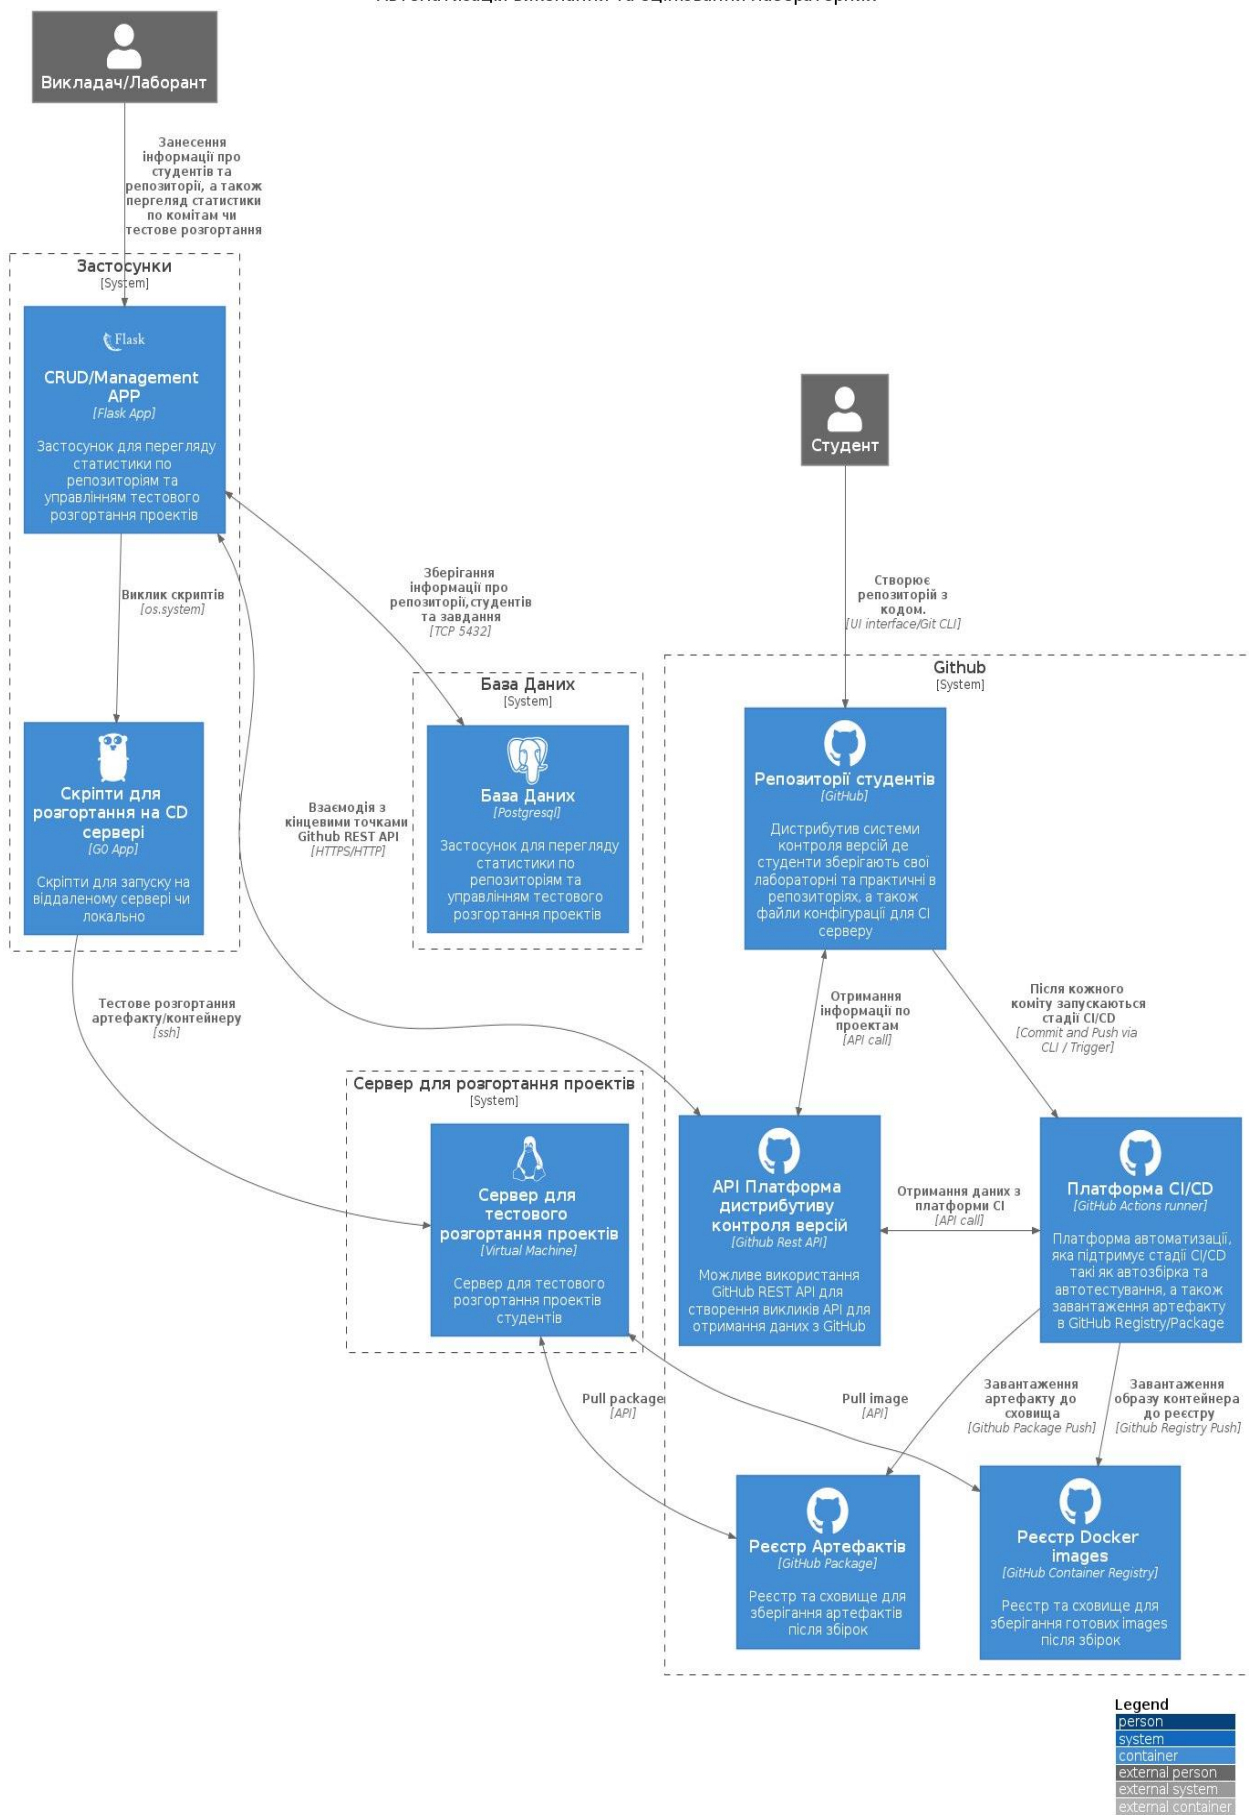 Викладач/Лаборант
Занесення
інформації про
студентів та
репозиторії, а також
пергеляд статистики
по комітам чи
тестове розгортання
Застосунки
[System]
Flask
CRUD/Management
APP
[Flask App]
Застосунок для перегляду
статистики по
репозиторіям та
управлінням тестового
розгортання проектів
Студент
Виклик скриптів
[os.system]
Зберігання
інформації про
репозиторії,студентів
та завдання
[TCP 5432]
Створює
репозиторій з
кодом.
[UI interface/Git CLI]
Скріпти для
розгортання на CD
сервері
[GO App]
Скріпти для запуску на
віддаленому сервері чи
локально
База Даних
[System]
База Даних
[Postgresql]
Застосунок для перегляду
статистики по
репозиторіям та
управлінням тестового
розгортання проектів
Взаємодія з
кінцевими точками
Github REST API
[HTTPS/HTTP]
Github
[System]
Репозиторії студентів
[GitHub]
Дистрибутив системи
контроля версій де
студенти зберігають свої
лабораторні та практичні в
репозиторіях, а також
файли конфігурації для CI
серверу
Тестове розгортання
артефакту/контейнеру
[ssh]
Отримання
інформації по
проектам
[API call]
Після кожного
коміту запускаються
стадії CI/CD
[Commit and Push via
CLI / Trigger]
Сервер для розгортання проектів
[System]
Сервер для
тестового
розгортання проектів
[Virtual Machine]
Сервер для тестового
розгортання проектів
студентів
API Платформа
дистрибутиву
контроля версій
[Github Rest API]
Можливе використання
GitHub REST API для
створення викликів API для
отримання даних з GitHub
Отримання даних з
платформи CI
[API call]
Платформа CI/CD
[GitHub Actions runner]
Платформа автоматизації,
яка підтримує стадії CI/CD
такі як автозбірка та
автотестування, а також
завантаження артефакту
в GitHub Registry/Package
Pull package
[API]
Pull image
[API]
Завантаження
артефакту до
сховища
[Github Package Push]
Завантаження
образу контейнера
до реєстру
[Github Registry Push]
Реєстр Артефактів
[GitHub Package]
Реєстр та сховище для
зберігання артефактів
після збірок
Реєстр Docker
images
[GitHub Container Registry]
Реєстр та сховище для
зберігання готових images
після збірок
Legend
person
system
container
external person
external system
external container